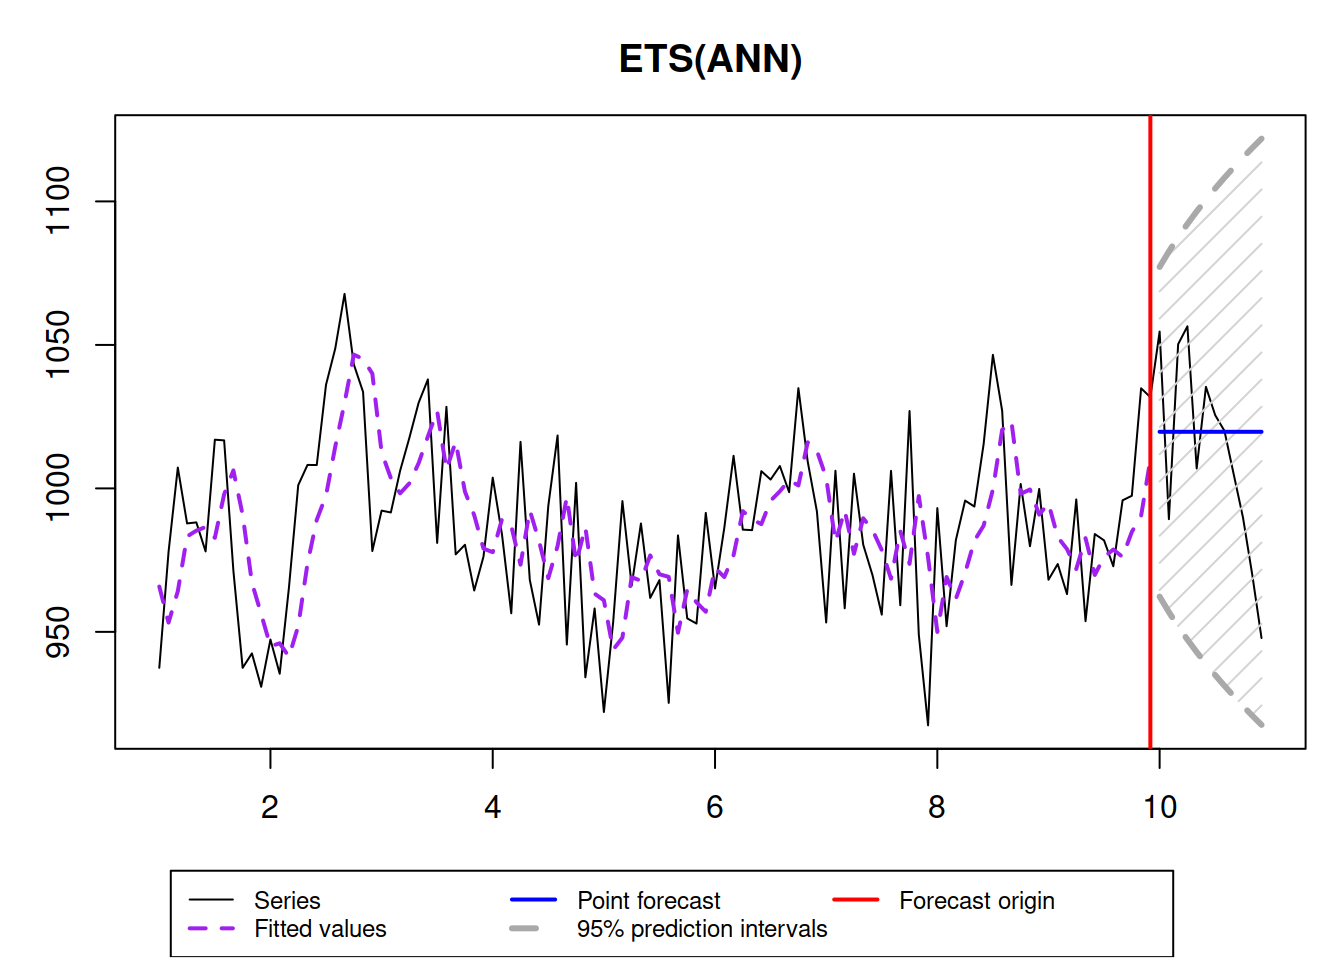 ETS(ANN)
1100
1050
1000
950
2 4 6 8 10
Series Point forecast Forecast origin
Fitted values 95% prediction intervals